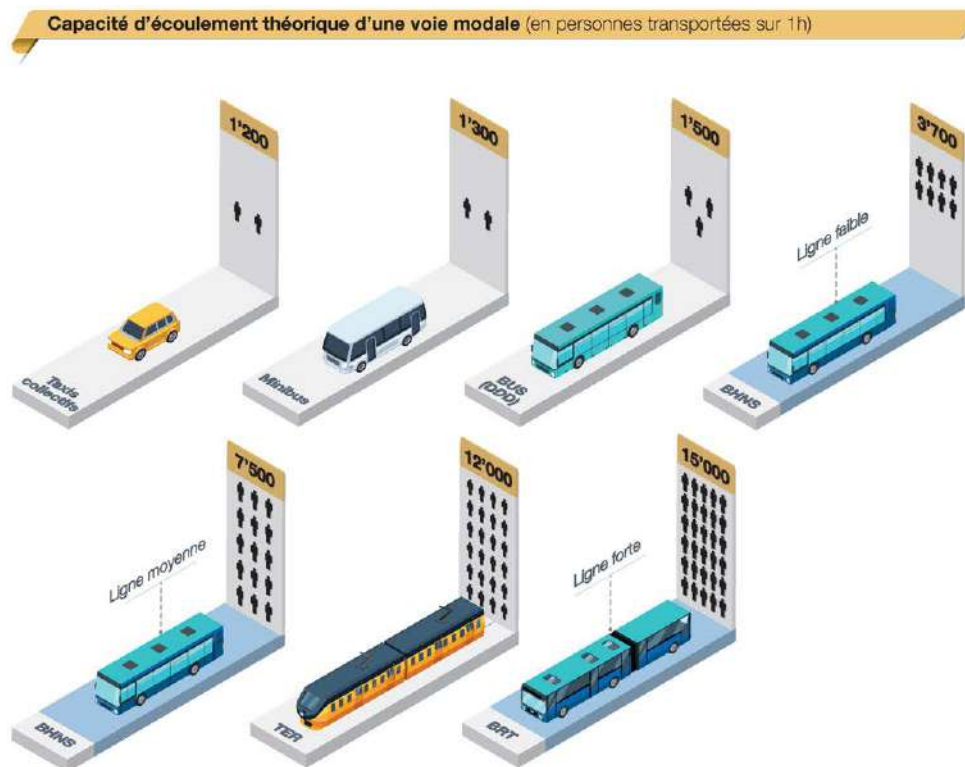 Capacité d'écoulement théorique d'une voie modale (en personnes transportées sur 1h)
1'200
Taxis
collectifs
1'300
Minibus
1'500
BUS
(DDD)
3'700
Ligne faible
BHNS
7'500
Ligne moyenne
BHNS
12'000
TER
15'000
Ligne forte
BRT